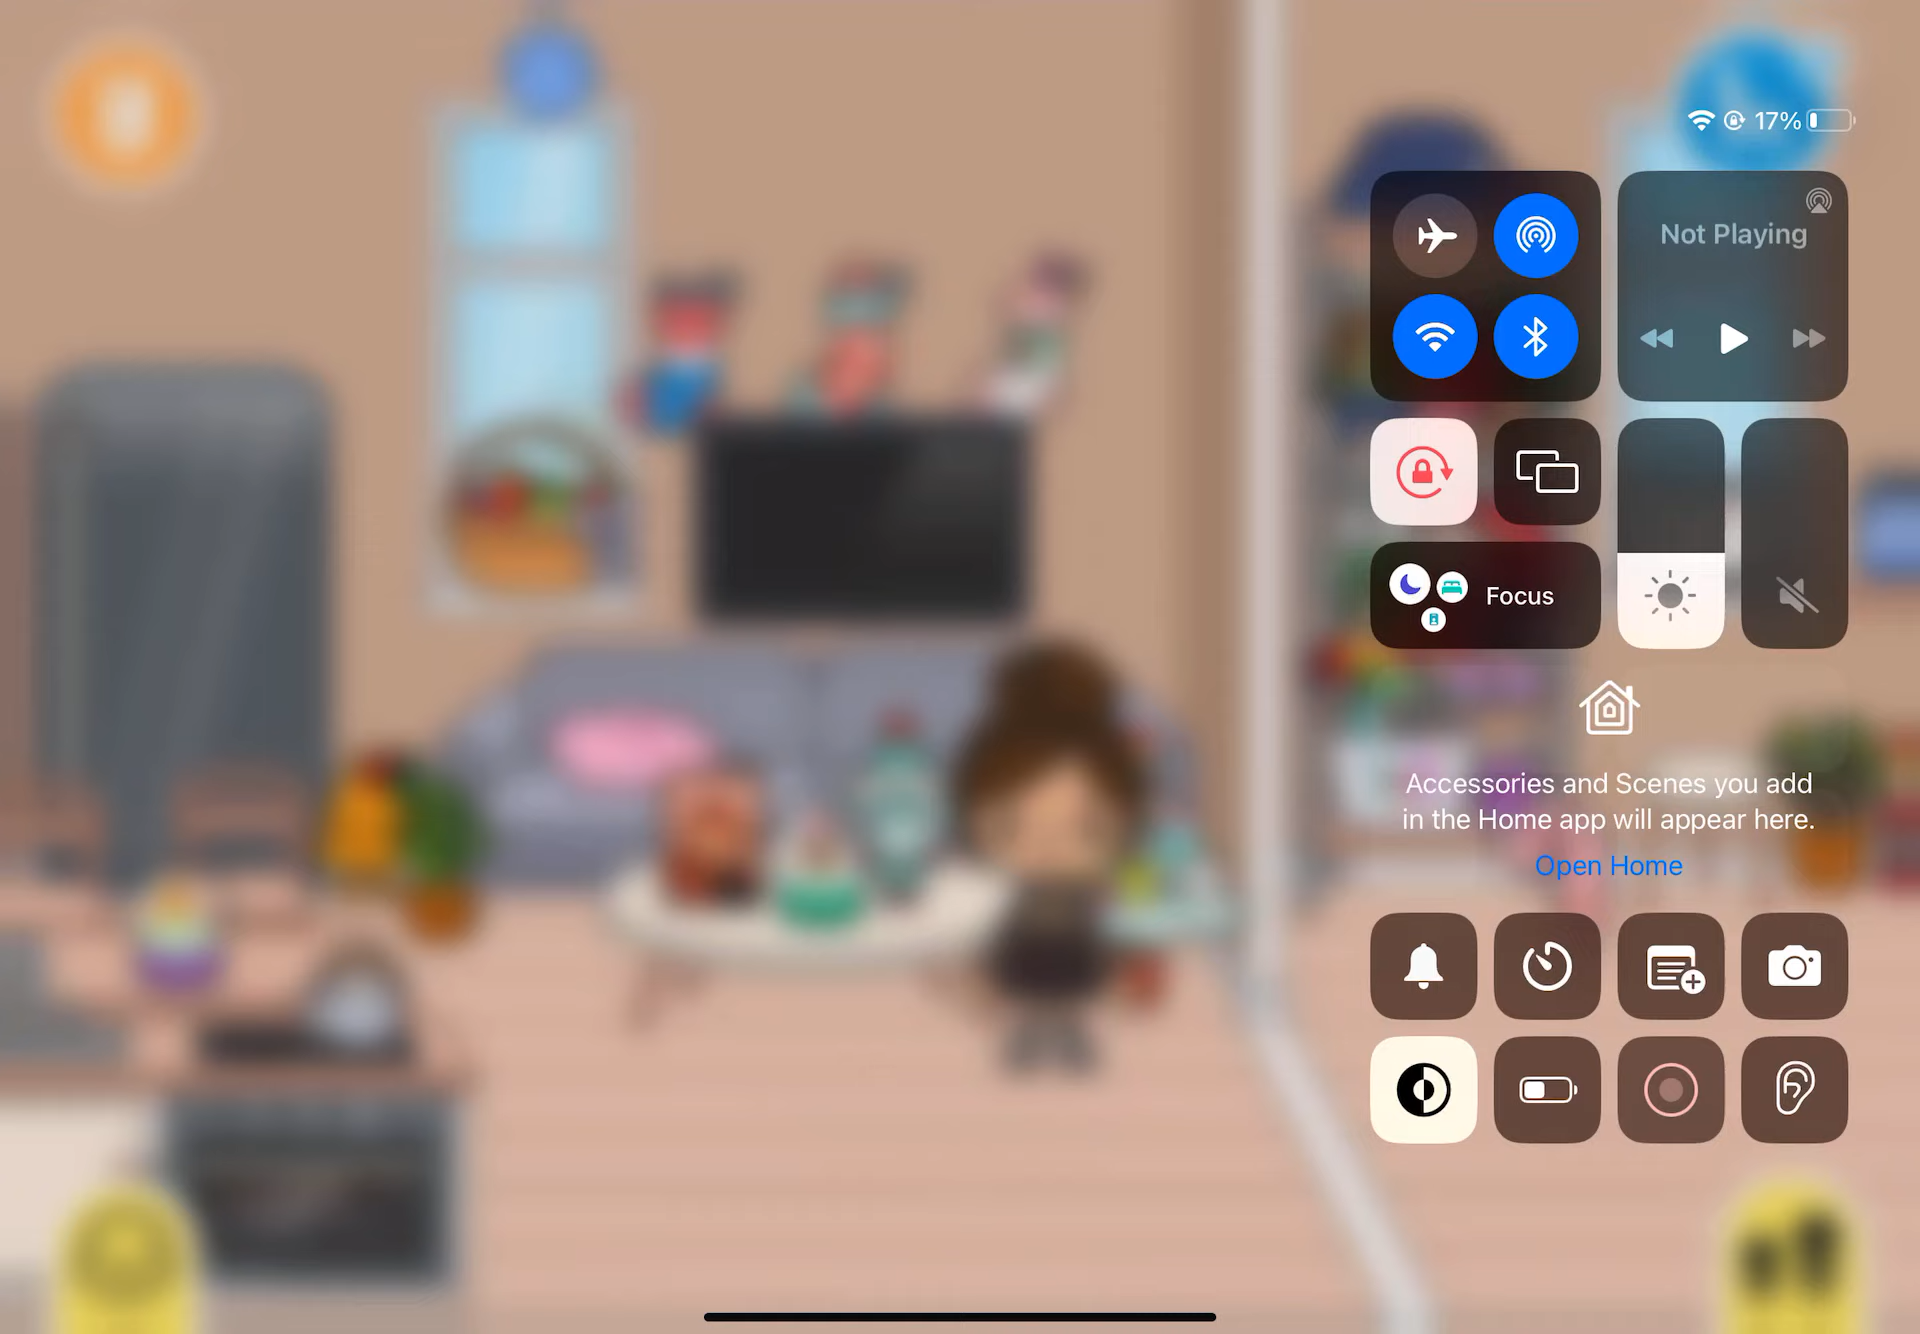 17%
Not Playing
Focus
Accessories and Scenes you add
in the Home app will appear here.
Open Home